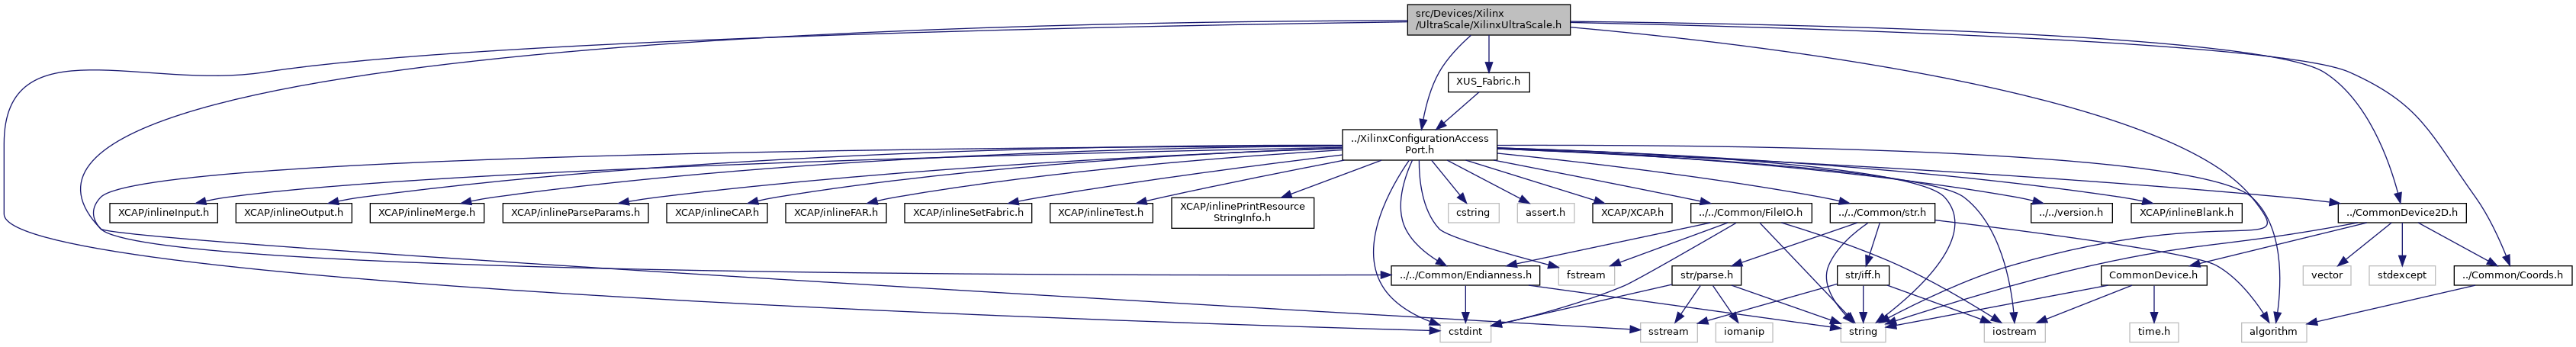 src/Devices/Xilinx
/UltraScale/XilinxUltraScale.h
XUS_Fabric.h
../XilinxConfigurationAccess
Port.h
XCAP/inlineInput.h
XCAP/inlineOutput.h
XCAP/inlineMerge.h
XCAP/inlineParseParams.h
XCAP/inlineCAP.h
XCAP/inlineFAR.h
XCAP/inlineSetFabric.h
XCAP/inlineTest.h
XCAP/inlinePrintResource
StringInfo.h
cstring
assert.h
XCAP/XCAP.h
../../Common/FileIO.h
../../Common/str.h
../../version.h
XCAP/inlineBlank.h
../CommonDevice2D.h
../../Common/Endianness.h
fstream
str/parse.h
str/iff.h
CommonDevice.h
vector
stdexcept
../Common/Coords.h
cstdint
sstream
iomanip
string
iostream
time.h
algorithm